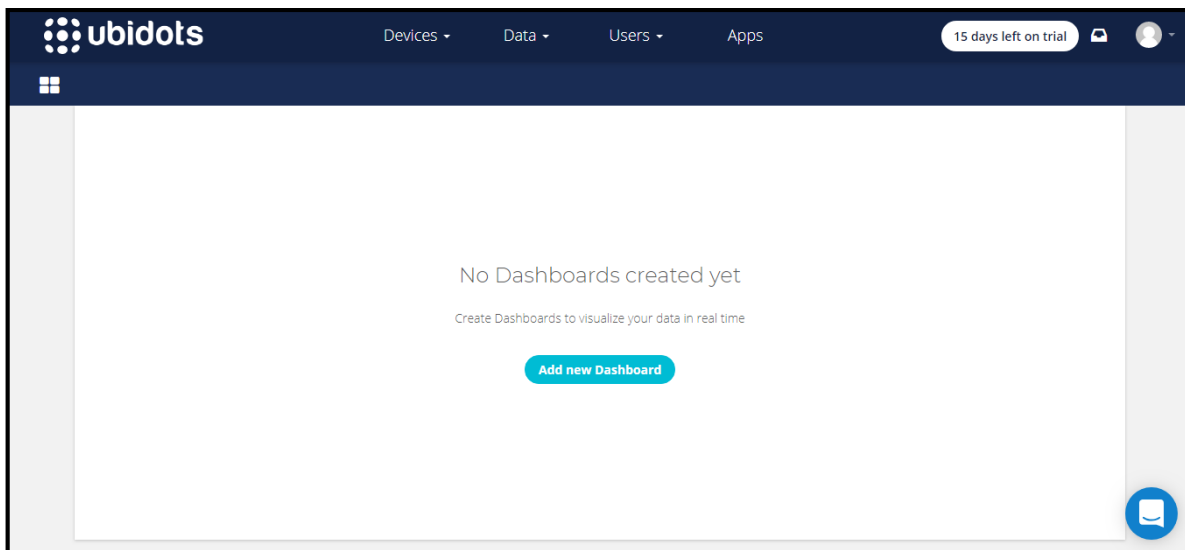 ubidots
Devices
Data
Users
Apps
15 days left on trial
No Dashboards created yet
Create Dashboards to visualize your data in real time
Add new Dashboard